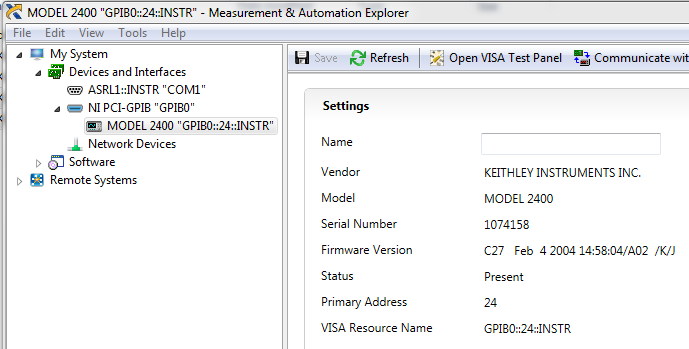 MODEL 2400 "GPIB0::24::INSTR" - Measurement & Automation Explorer
File Edit View Tools Help
My System
Devices and Interfaces
ASRL1::INSTR "COM1"
NI PCI-GPIB "GPIB0"
MODEL 2400 "GPIB0::24::INSTR"
Network Devices
Software
Remote Systems
Save Refresh Open VISA Test Panel Communicate wit
Settings
Name
Vendor KEITHLEY INSTRUMENTS INC.
Model MODEL 2400
Serial Number 1074158
Firmware Version C27 Feb 4 2004 14:58:04/A02 /K/J
Status Present
Primary Address 24
VISA Resource Name GPIB0::24::INSTR